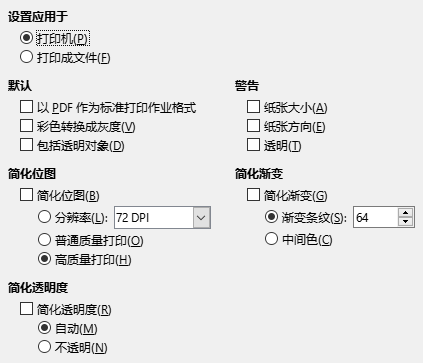 设置应用于
打印机(P)
打印成文件(F)
默认
以 PDF 作为标准打印作业格式
彩色转换成灰度(V)
包括透明对象(D)
警告
纸张大小(A)
纸张方向(E)
透明(T)
简化位图
简化位图(B)
分辨率(L): 72 DPI
普通质量打印(O)
高质量打印(H)
简化渐变
简化渐变(G)
渐变条纹(S): 64
中间色(C)
简化透明度
简化透明度(R)
自动(M)
不透明(N)